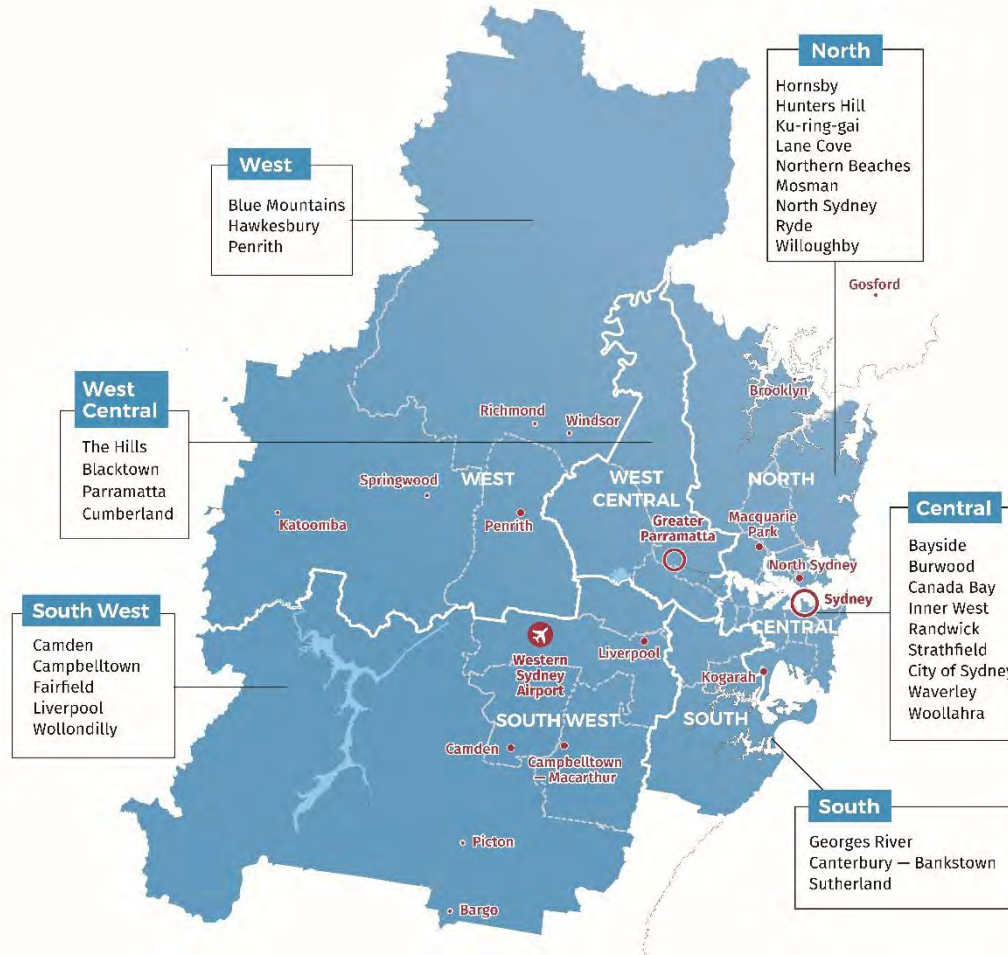 North
Hornsby
Hunters Hill
Ku-ring-gai
Lane Cove
Northern Beaches
Mosman
North Sydney
Ryde
Willoughby
West
Blue Mountains
Hawkesbury
Penrith
Gosford
West
Central
The Hills
Blacktown
Parramatta
Cumberland
Brooklyn
Richmond
Windsor
Springwood
WEST
WEST
CENTRAL
NORTH
Katoomba
Penrith
Greater
Parramatta
Macquarie
Park
North Sydney
Sydney
CENTRAL
Central
Bayside
Burwood
Canada Bay
Inner West
Randwick
Strathfield
City of Sydney
Waverley
Woollahra
South West
Camden
Campbelltown
Fairfield
Liverpool
Wollondilly
Western
Sydney
Airport
Liverpool
Kogarah
SOUTH WEST
SOUTH
Camden
Campbelltown
— Macarthur
Picton
Bargo
South
Georges River
Canterbury — Bankstown
Sutherland